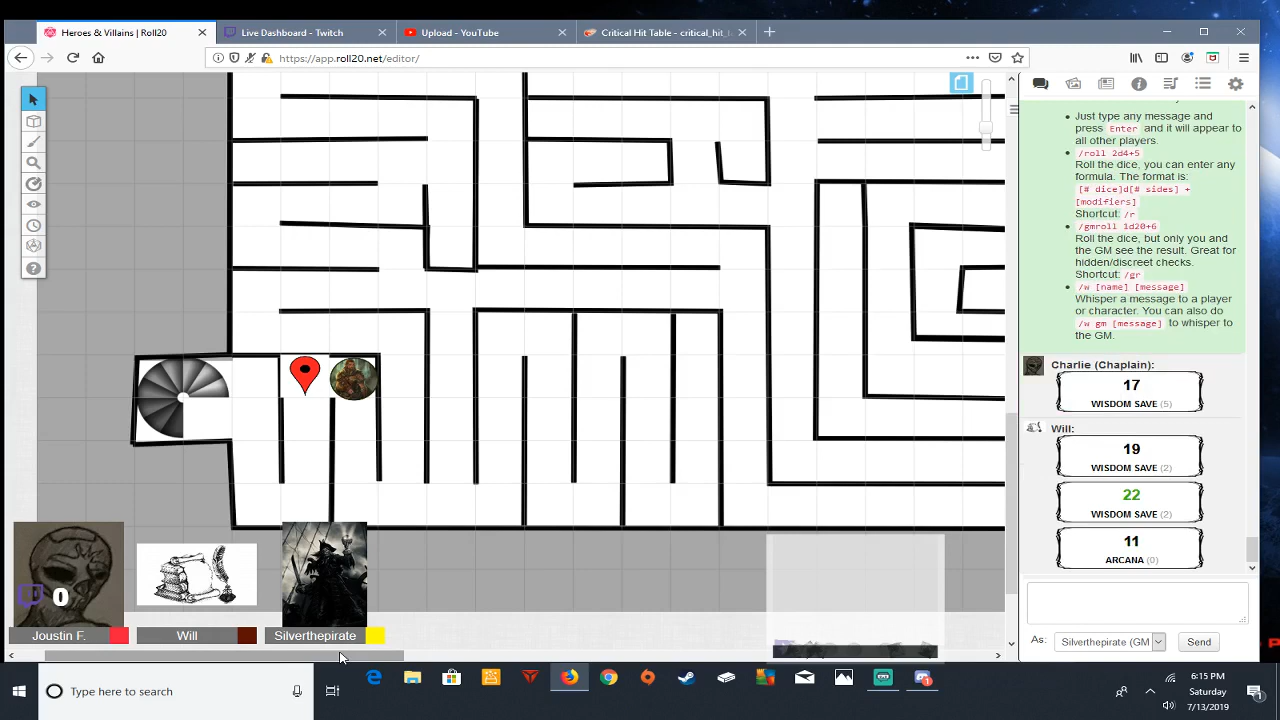 Heroes & Villains | Roll20
Live Dashboard - Twitch
Upload - YouTube
Critical Hit Table - critical_hit_
https://app.roll20.net/editor/
Just type any message and
press Enter and it will appear to
all other players.
/roll 2d4+5
Roll the dice, you can enter any
formula. The format is:
[# dice]d[# sides] +
[modifiers]
Shortcut: /r
/gmroll 1d20+6
Roll the dice, but only you and
the GM see the result. Great for
hidden/discreet checks.
Shortcut: /gr
/w [name] [message]
Whisper a message to a player
or character. You can also do
/w gm [message] to whisper to
the GM.
Charlie (Chaplain):
17
WISDOM SAVE (5)
Will:
19
WISDOM SAVE (2)
22
WISDOM SAVE (2)
11
ARCANA (0)
As: Silverthepirate (GM
Send
0
Joustin F.
Will
Silverthepirate
Type here to search
6:15 PM
Saturday
7/13/2019